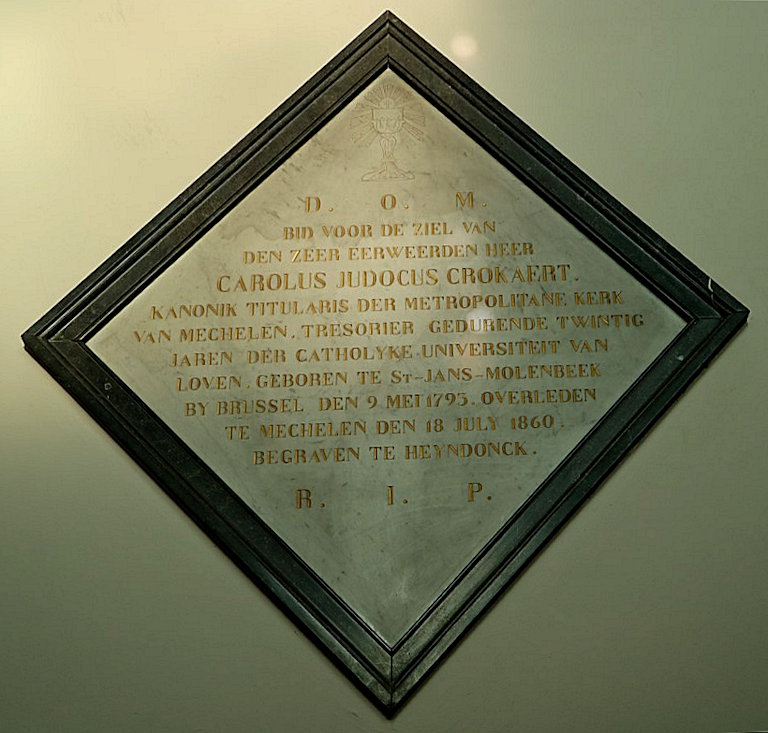 D. O. M.
BID VOOR DE ZIEL VAN
DEN ZEER EERWEERDEN HEER
CAROLUS JUDOCUS CROKAERT.
KANONIK TITULARIS DER METROPOLITANE KERK
VAN MECHELEN. TRESORIER GEDURENDE TWINTIG
JAREN DER CATHOLYKE UNIVERSITEIT VAN
LOVEN. GEBOREN TE ST-JANS-MOLENBEEK
BY BRUSSEL DEN 9 MEI 1793. OVERLEDEN
TE MECHELEN DEN 18 JULY 1860.
BEGRAVEN TE HEYNDONCK.
R. I. P.